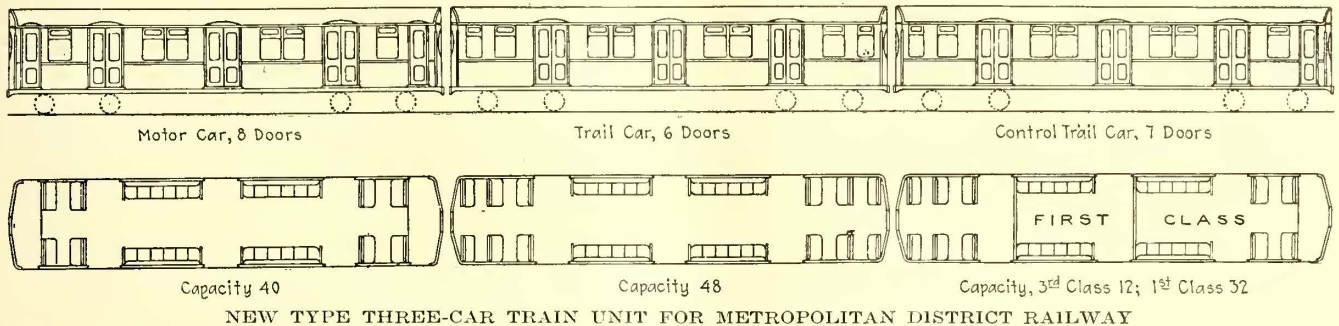 Motor Car, 8 Doors
Trail Car, 6 Doors
Control Trail Car, 7 Doors
FIRST CLASS
Capacity 40
Capacity 48
Capacity, 3rd Class 12; 1st Class 32
NEW TYPE THREE-CAR TRAIN UNIT FOR METROPOLITAN DISTRICT RAILWAY